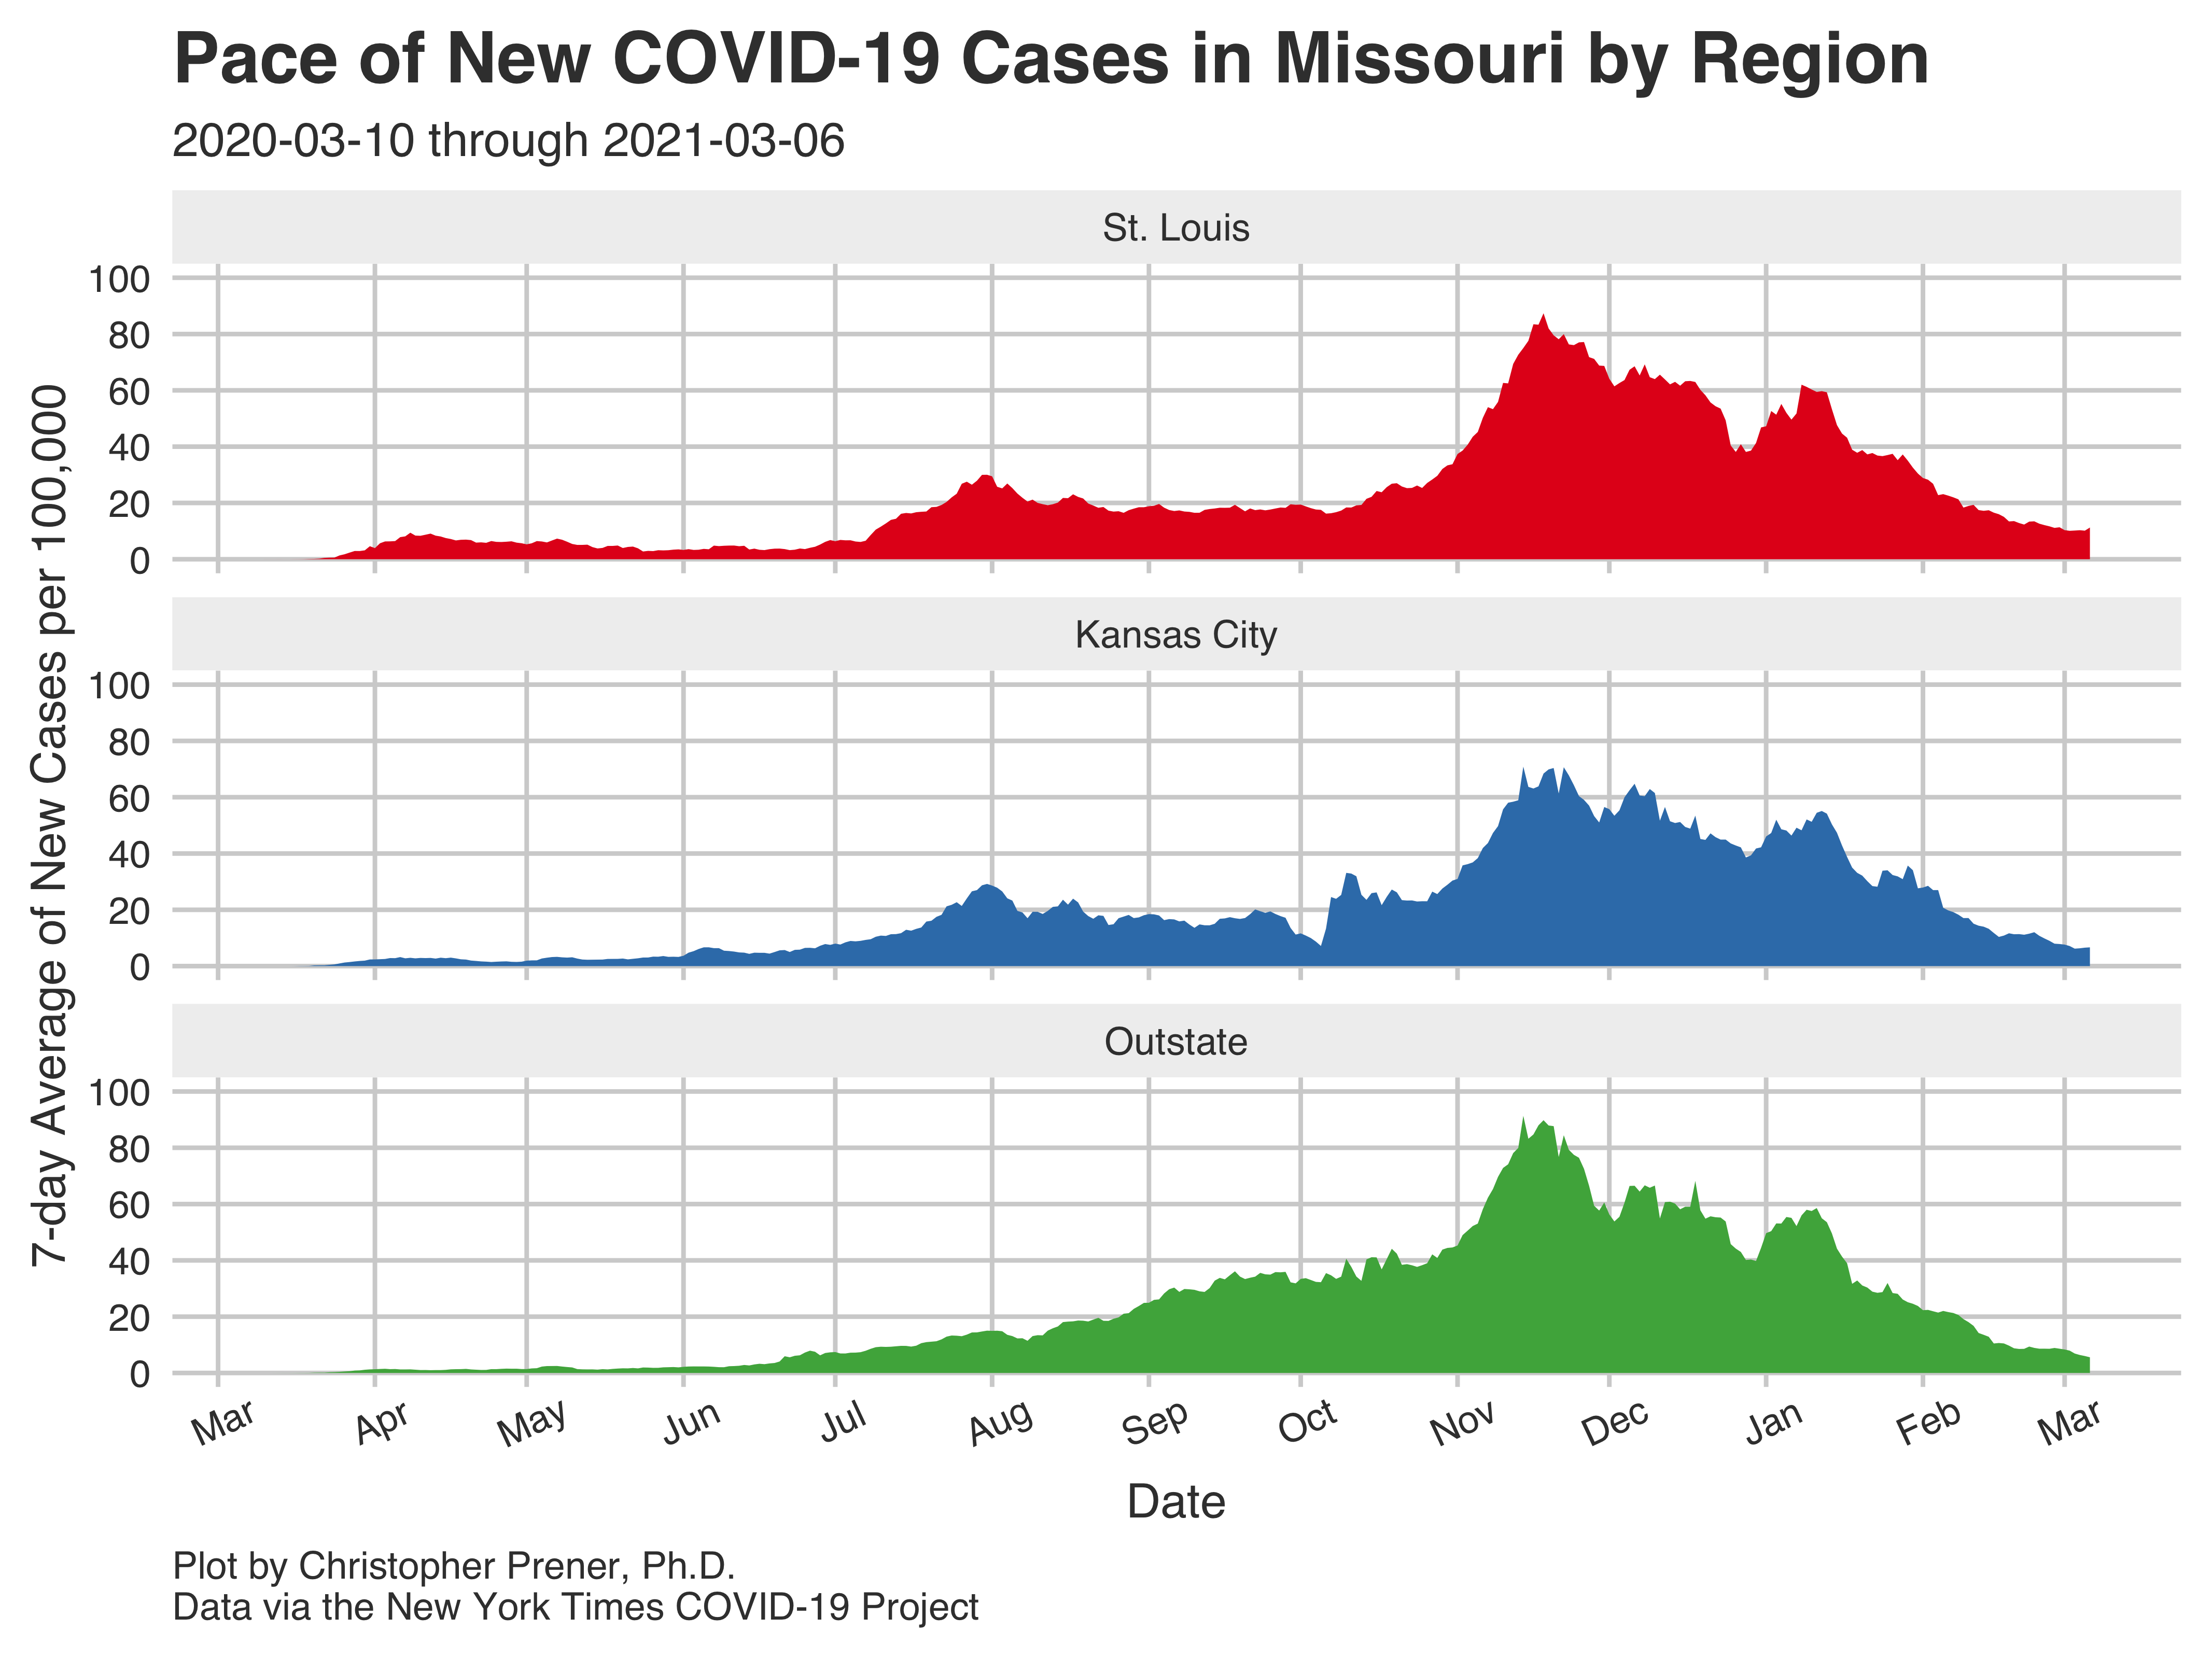 Pace of New COVID-19 Cases in Missouri by Region
2020-03-10 through 2021-03-06
7-day Average of New Cases per 100,000
St. Louis
100
80
60
40
20
0
Kansas City
100
80
60
40
20
0
Outstate
100
80
60
40
20
0
Mar Apr May Jun Jul Aug Sep Oct Nov Dec Jan Feb Mar
Date
Plot by Christopher Prener, Ph.D.
Data via the New York Times COVID-19 Project